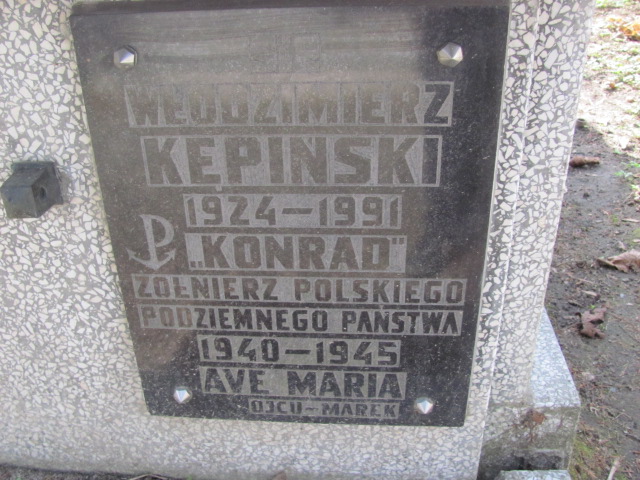 WŁODZIMIERZ
KĘPIŃSKI
1924-1991
„KONRAD"
ŻOŁNIERZ POLSKIEGO
PODZIEMNEGO PAŃSTWA
1940-1945
AVE MARIA
OJCU-MAREK